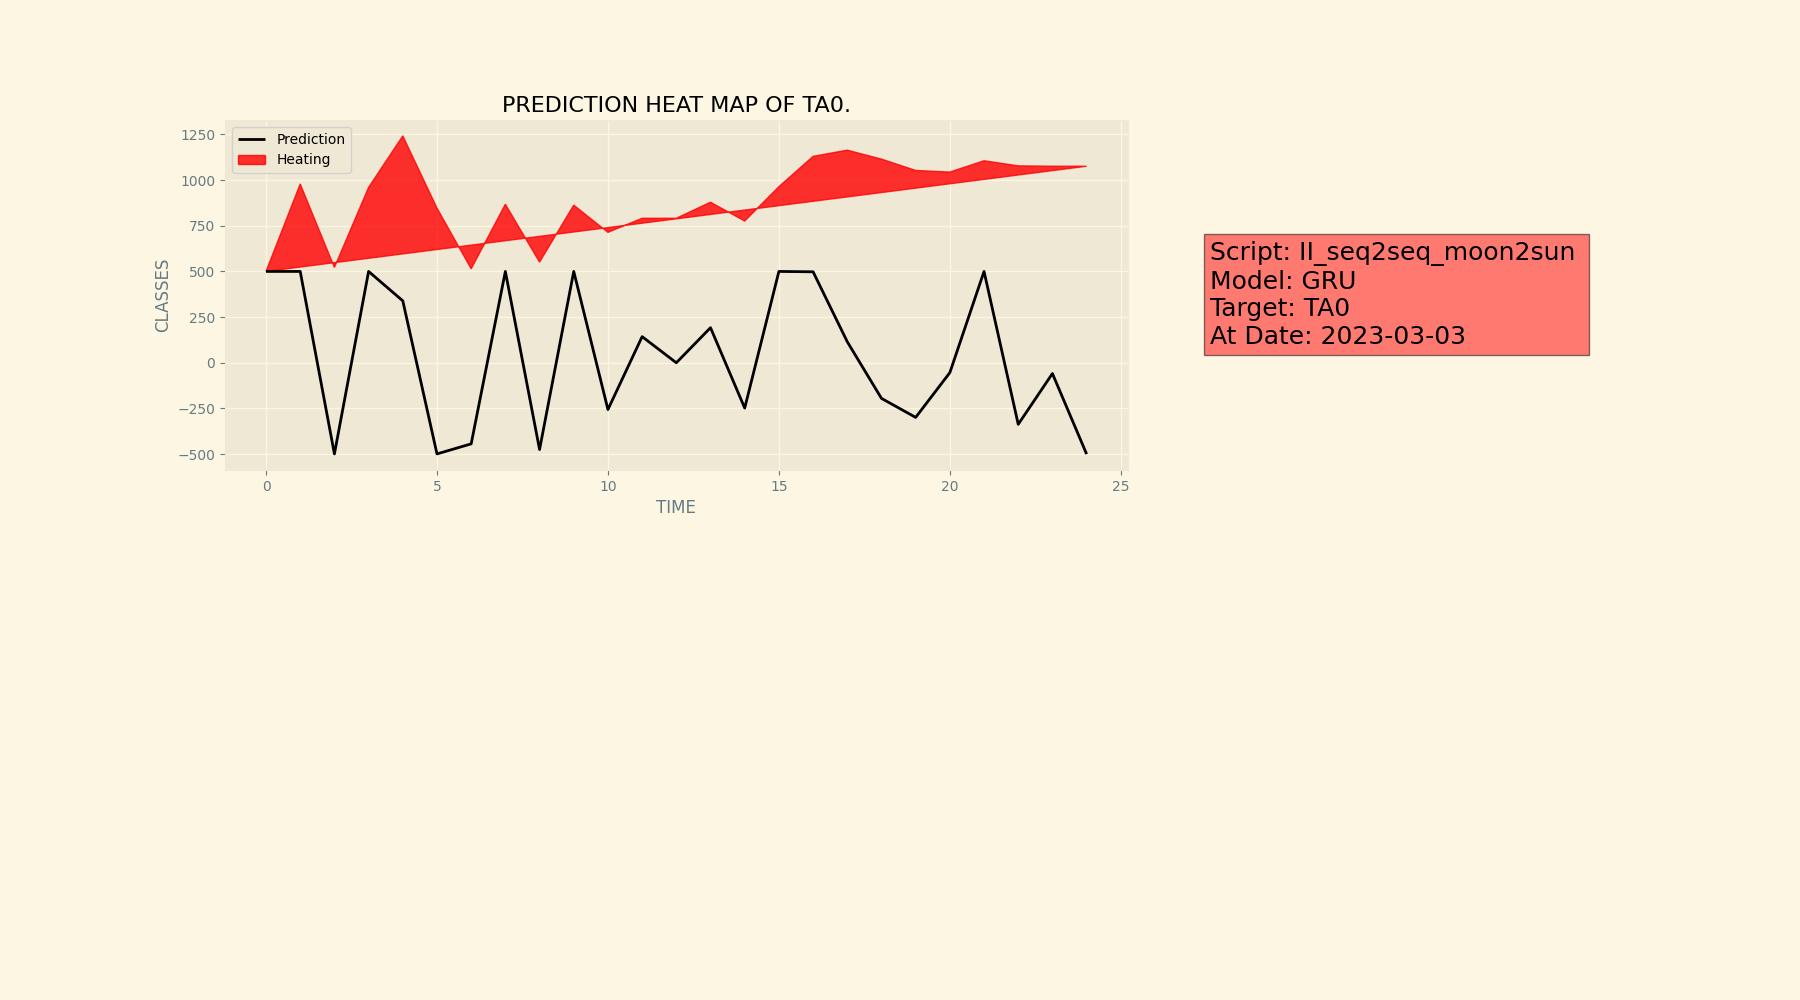 PREDICTION HEAT MAP OF TA0.
Prediction
Heating
1250
1000
750
500
250
0
−250
−500
CLASSES
0 5 10 15 20 25
TIME
Script: II_seq2seq_moon2sun
Model: GRU
Target: TA0
At Date: 2023-03-03